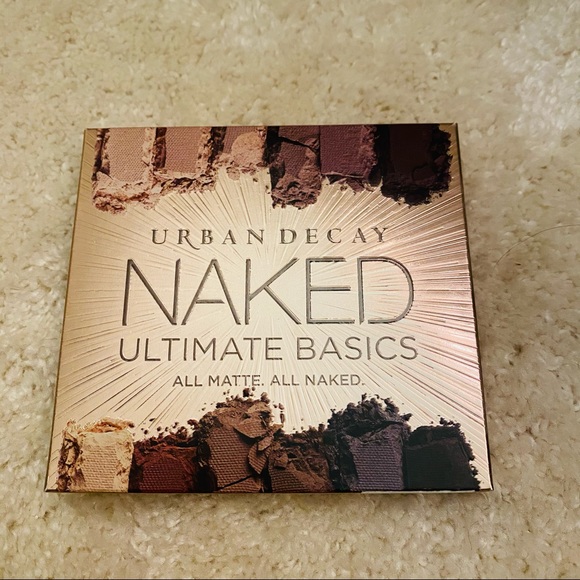 URBAN DECAY
NAKED
ULTIMATE BASICS
ALL MATTE. ALL NAKED.